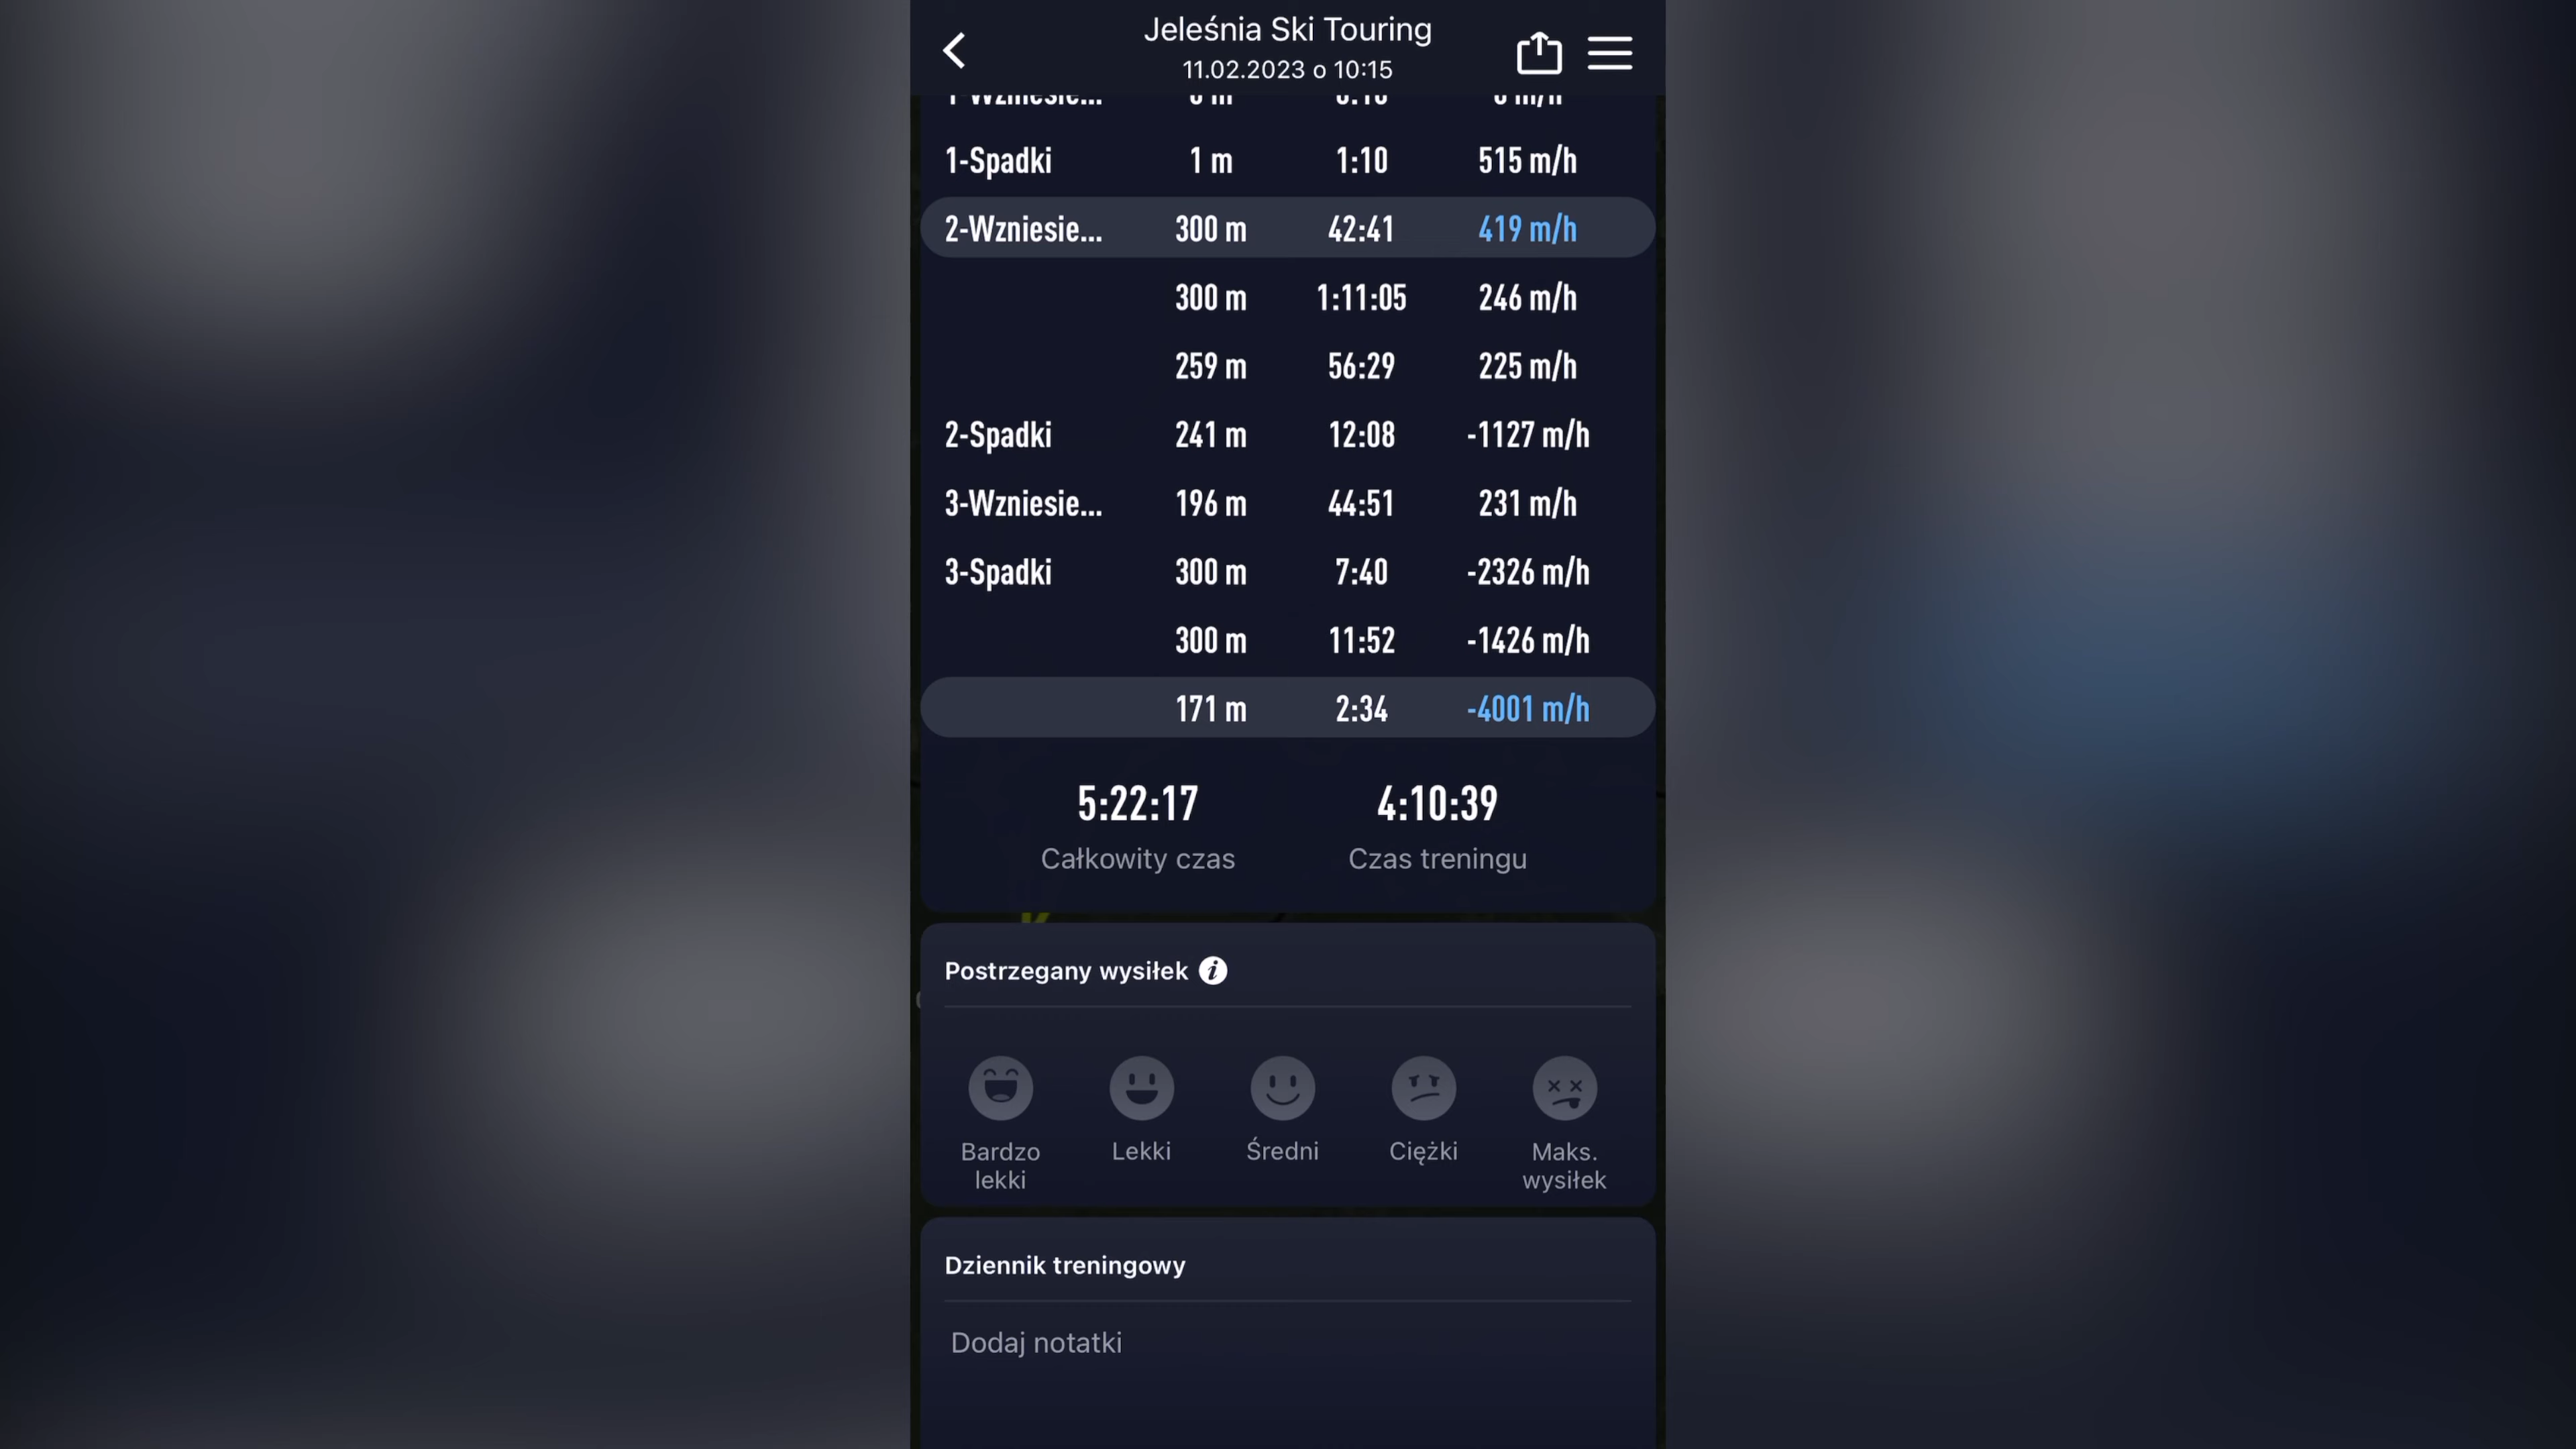 Jeleśnia Ski Touring
11.02.2023 o 10:15
1-Spadki 1 m 1:10 515 m/h
2-Wzniesie... 300 m 42:41 419 m/h
300 m 1:11:05 246 m/h
259 m 56:29 225 m/h
2-Spadki 241 m 12:08 -1127 m/h
3-Wzniesie... 196 m 44:51 231 m/h
3-Spadki 300 m 7:40 -2326 m/h
300 m 11:52 -1426 m/h
171 m 2:34 -4001 m/h
5:22:17 4:10:39
Całkowity czas Czas treningu
Postrzegany wysiłek
Bardzo lekki Lekki Średni Ciężki Maks. wysiłek
Dziennik treningowy
Dodaj notatki